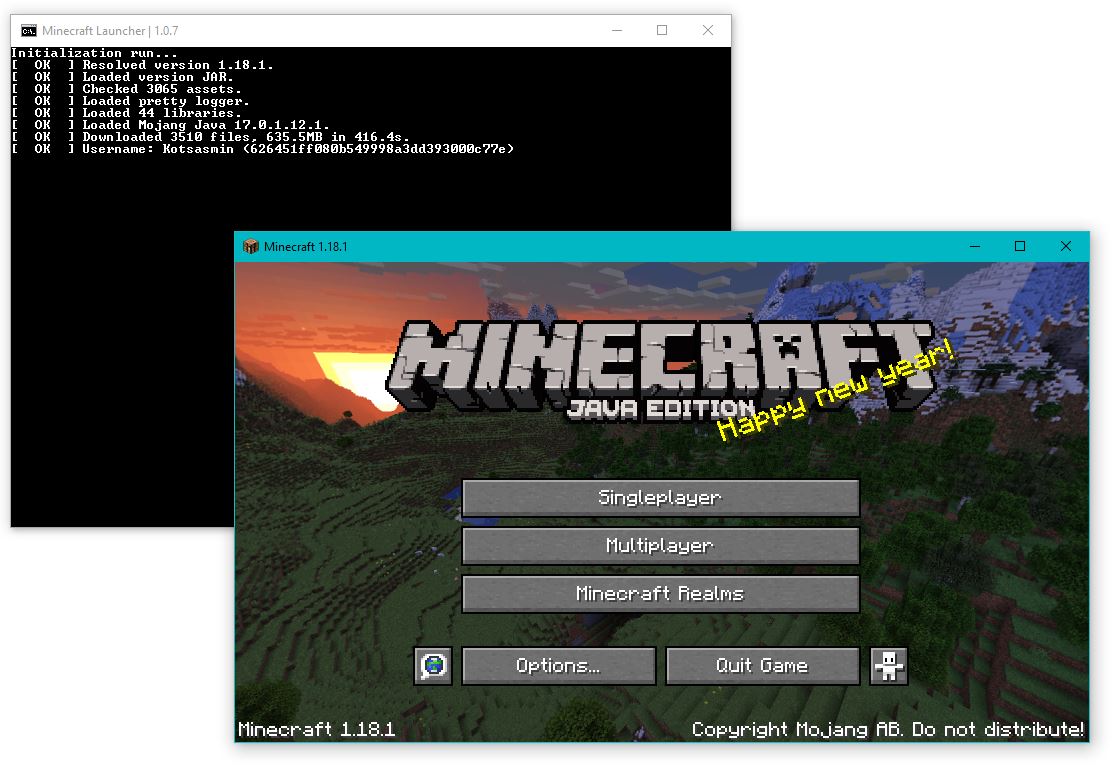 Minecraft Launcher | 1.0.7
Initialization run...
[  OK  ] Resolved version 1.18.1.
[  OK  ] Loaded version JAR.
[  OK  ] Checked 3065 assets.
[  OK  ] Loaded pretty logger.
[  OK  ] Loaded 44 libraries.
[  OK  ] Loaded Mojang Java 17.0.1.12.1.
[  OK  ] Downloaded 3510 files, 635.5MB in 416.4s.
[  OK  ] Username: Kotsasmin (626451ff080b549998a3dd393000c77e)
Minecraft 1.18.1
MINECRAFT
JAVA EDITION
Happy new year!
Singleplayer
Multiplayer
Minecraft Realms
Options...
Quit Game
Minecraft 1.18.1
Copyright Mojang AB. Do not distribute!